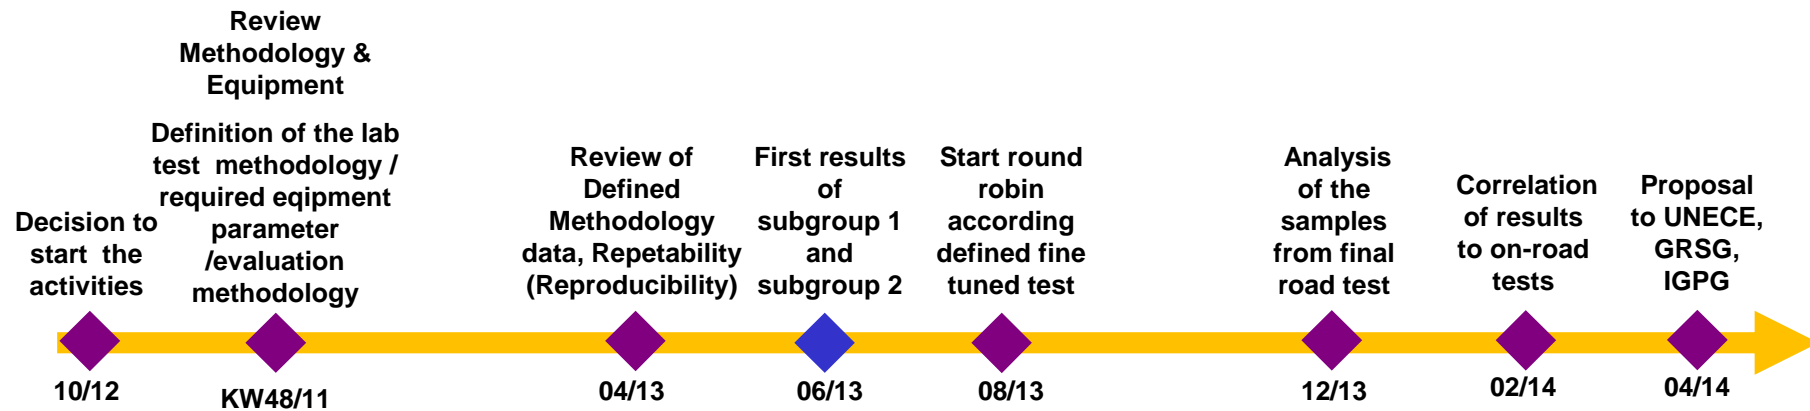 Review
Methodology &
Equipment
Decision to
start the
activities
Definition of the lab
test methodology /
required eqipment
parameter
/evaluation
methodology
Review of
Defined
Methodology
data, Repetability
(Reproducibility)
First results
of
subgroup 1
and
subgroup 2
Start round
robin
according
defined fine
tuned test
Analysis
of the
samples
from final
road test
Correlation
of results
to on-road
tests
Proposal
to UNECE,
GRSG,
IGPG
10/12
KW48/11
04/13
06/13
08/13
12/13
02/14
04/14